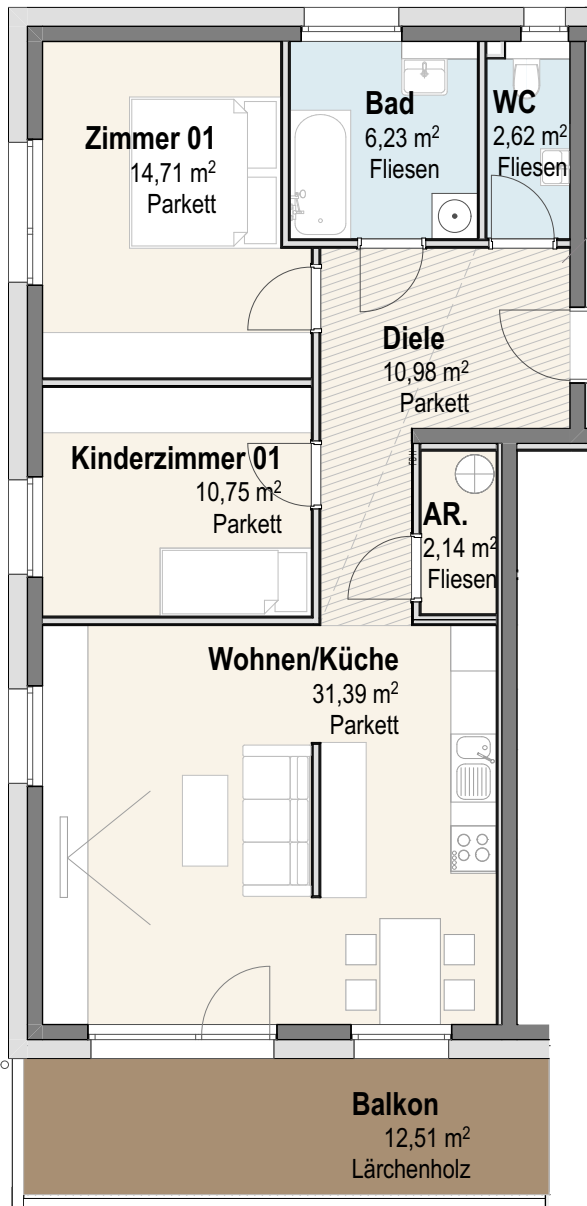 Zimmer 01
14,71 m²
Parkett
Bad
6,23 m²
Fliesen
WC
2,62 m²
Fliesen
Diele
10,98 m²
Parkett
Kinderzimmer 01
10,75 m²
Parkett
AR.
2,14 m²
Fliesen
Wohnen/Küche
31,39 m²
Parkett
Balkon
12,51 m²
Lärchenholz